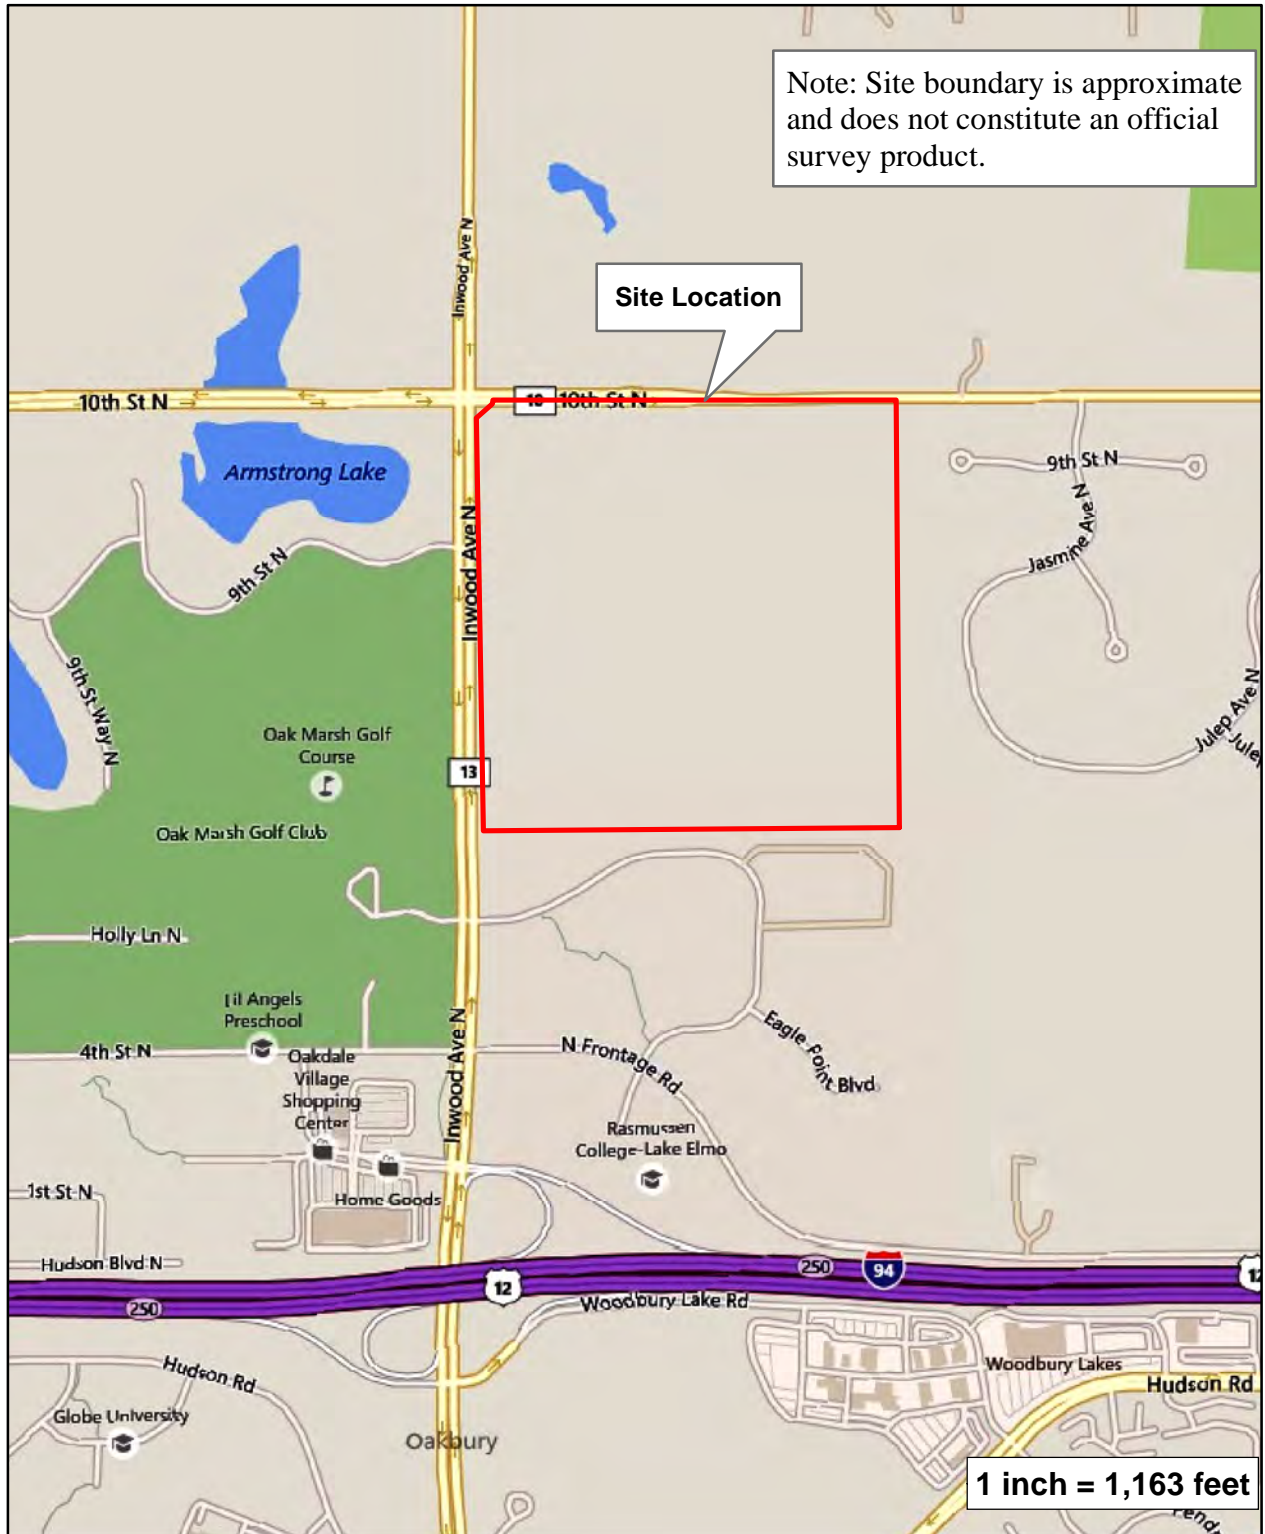 Note: Site boundary is approximate
and does not constitute an official
survey product.
Inwood Ave N
Site Location
10th St N
10 10th St N
Armstrong Lake
9th St N
Inwood Ave N
Jasmine Ave N
9th St N
9th St Way N
Julep Ave N
Oak Marsh Golf
Course
13
Oak Marsh Golf Club
Holly Ln N
Lil Angels
Preschool
Eagle Point Blvd
4th St N
Inwood Ave N
N Frontage Rd
Oakdale
Village
Shopping
Center
Rasmussen
College-Lake Elmo
1st St N
Home Goods
Hudson Blvd N
250
94
12
12
250
Woodbury Lake Rd
Woodbury Lakes
Hudson Rd
Hudson Rd
Globe University
Oakbury
1 inch = 1,163 feet